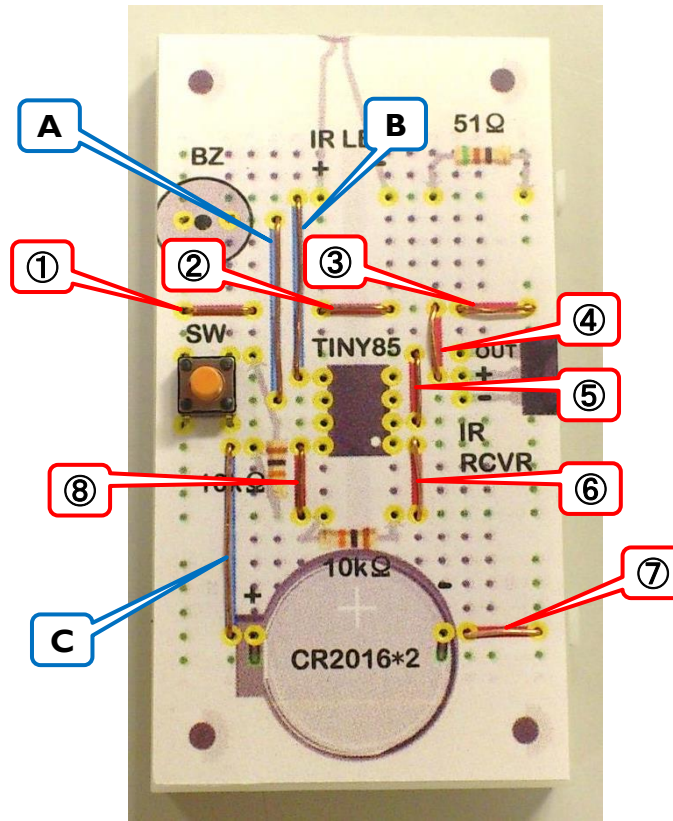 A
B
51Ω
IR LE
BZ
+
-
①
②
③
SW
④
TINY85
OUT
+
-
⑤
IR
RCVR
⑧
10kΩ
⑥
10kΩ
+
-
⑦
C
CR2016*2